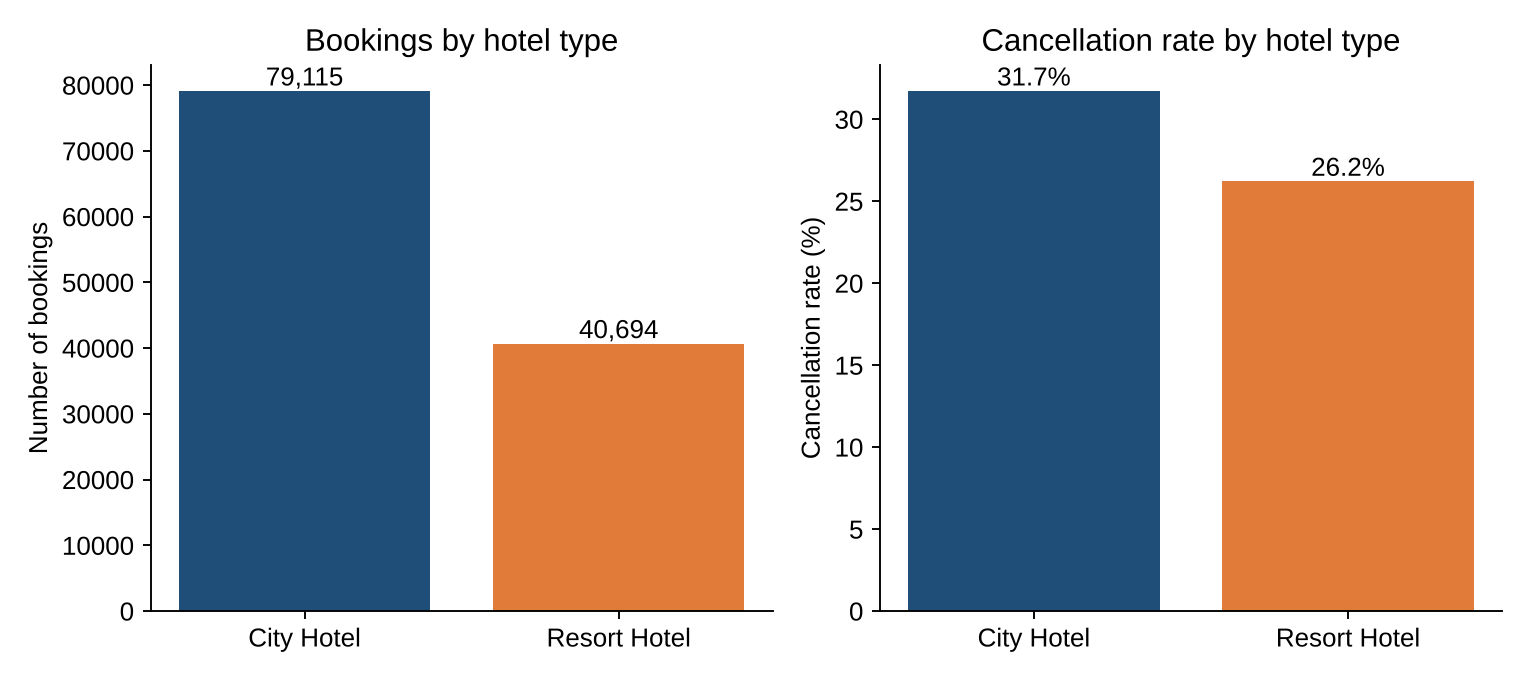 Bookings by hotel type
Number of bookings
80000
70000
60000
50000
40000
30000
20000
10000
0
79,115
40,694
City Hotel
Resort Hotel
Cancellation rate by hotel type
Cancellation rate (%)
30
25
20
15
10
5
0
31.7%
26.2%
City Hotel
Resort Hotel